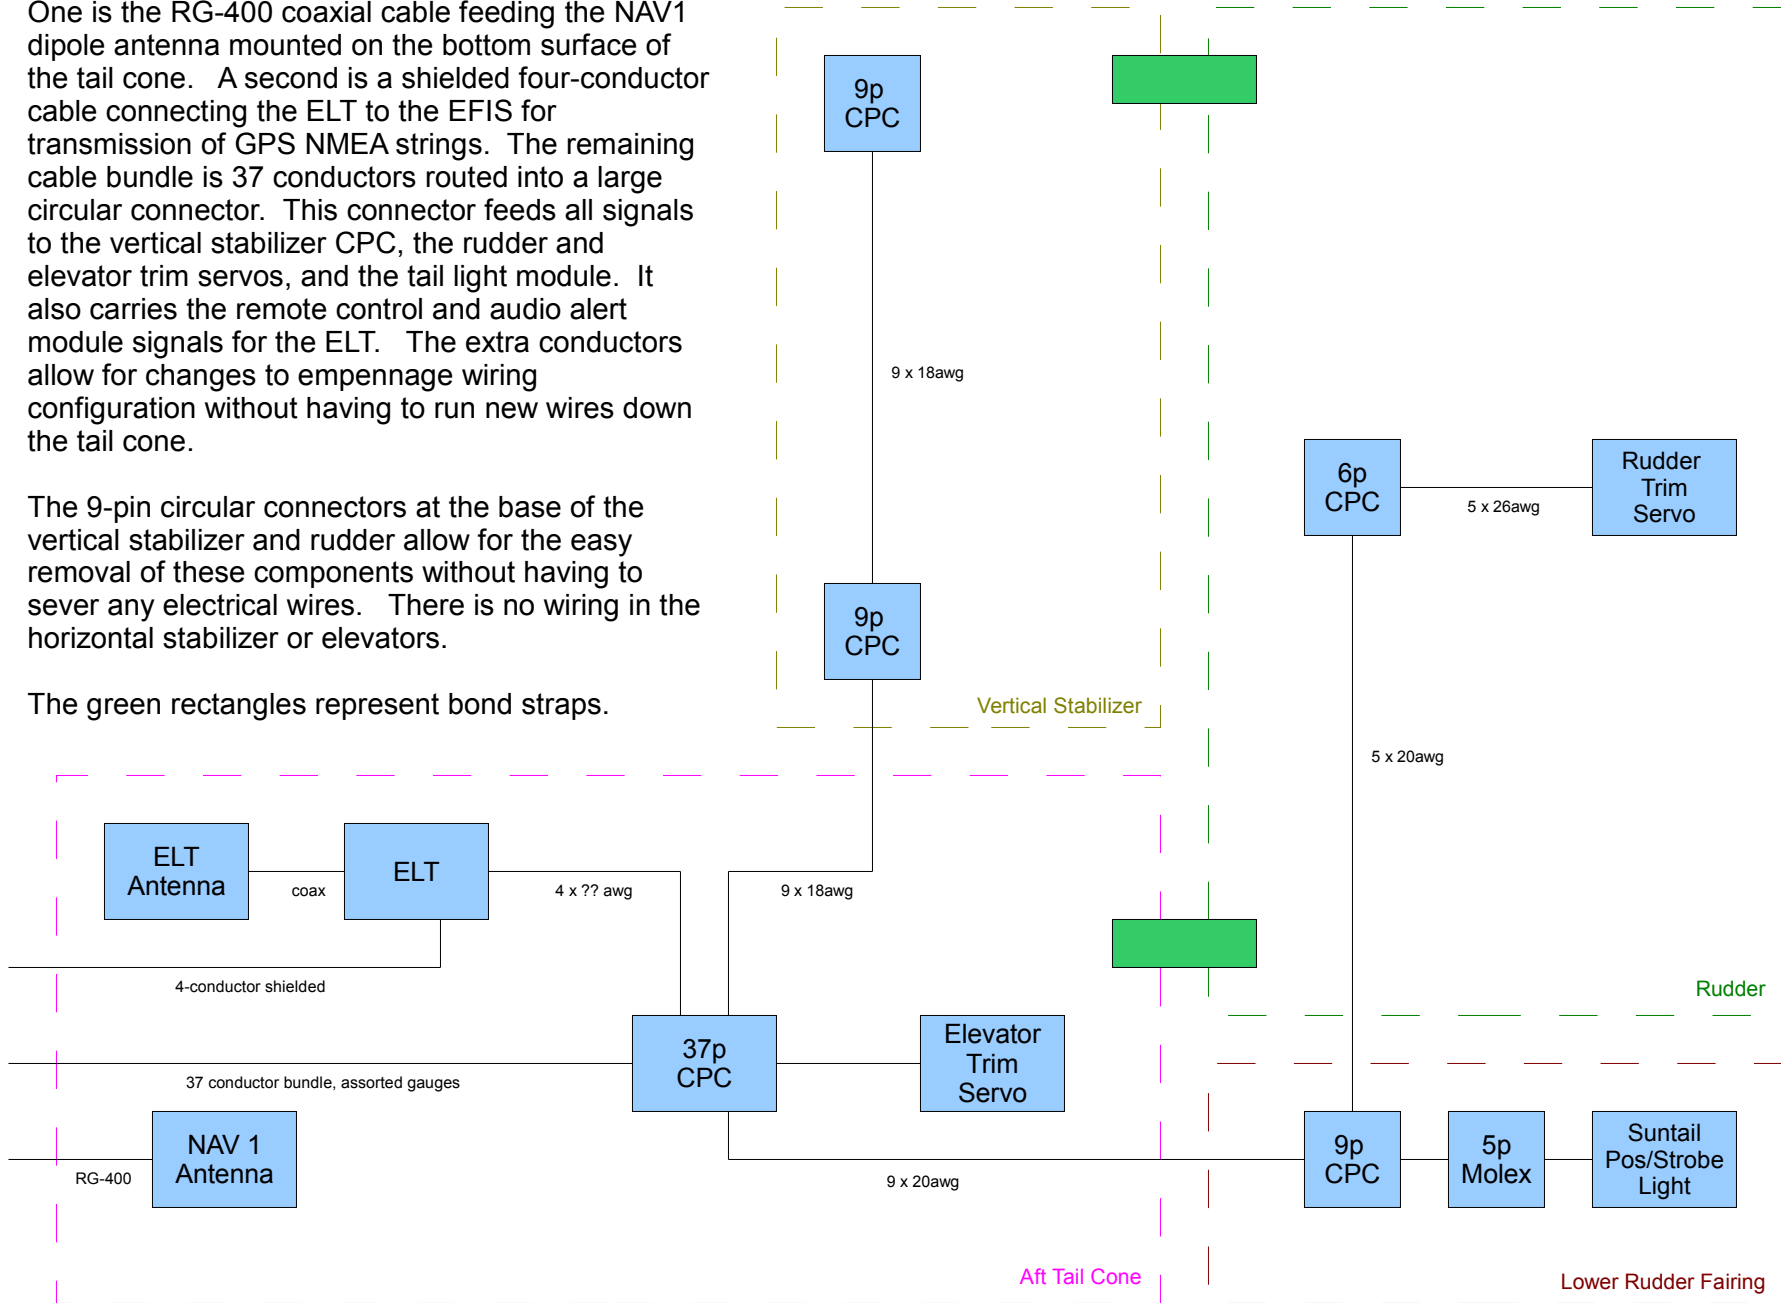 One is the RG-400 coaxial cable feeding the NAV1
dipole antenna mounted on the bottom surface of
the tail cone.   A second is a shielded four-conductor
cable connecting the ELT to the EFIS for
transmission of GPS NMEA strings.  The remaining
cable bundle is 37 conductors routed into a large
circular connector.  This connector feeds all signals
to the vertical stabilizer CPC, the rudder and
elevator trim servos, and the tail light module.  It
also carries the remote control and audio alert
module signals for the ELT.   The extra conductors
allow for changes to empennage wiring
configuration without having to run new wires down
the tail cone.
The 9-pin circular connectors at the base of the
vertical stabilizer and rudder allow for the easy
removal of these components without having to
sever any electrical wires.   There is no wiring in the
horizontal stabilizer or elevators.
The green rectangles represent bond straps.
9p
CPC
9 x 18awg
9p
CPC
Vertical Stabilizer
6p
CPC
5 x 26awg
Rudder
Trim
Servo
5 x 20awg
Rudder
ELT
Antenna
coax
ELT
4 x ?? awg
9 x 18awg
4-conductor shielded
37 conductor bundle, assorted gauges
37p
CPC
Elevator
Trim
Servo
RG-400
NAV 1
Antenna
9 x 20awg
Aft Tail Cone
9p
CPC
5p
Molex
Suntail
Pos/Strobe
Light
Lower Rudder Fairing